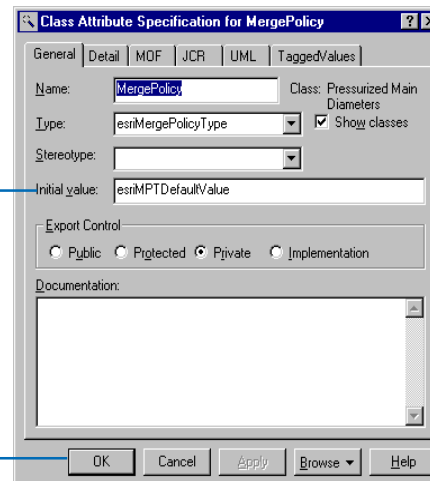 Class Attribute Specification for MergePolicy
General Detail MOF JCR UML TaggedValues
Name: MergePolicy Class: Pressurized Main
Diameters
Type: esriMergePolicyType Show classes
Stereotype:
Initial value: esriMPTDefaultValue
Export Control
Public Protected Private Implementation
Documentation:
OK Cancel Apply Browse Help